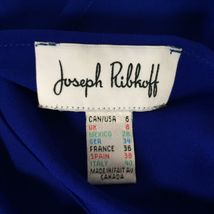 Joseph Ribkoff
CAN/USA 6
UK 8
MEXICO 28
GER 34
FRANCE 36
SPAIN 38
ITALY 40
MADE IN/FAIT AU
CANADA